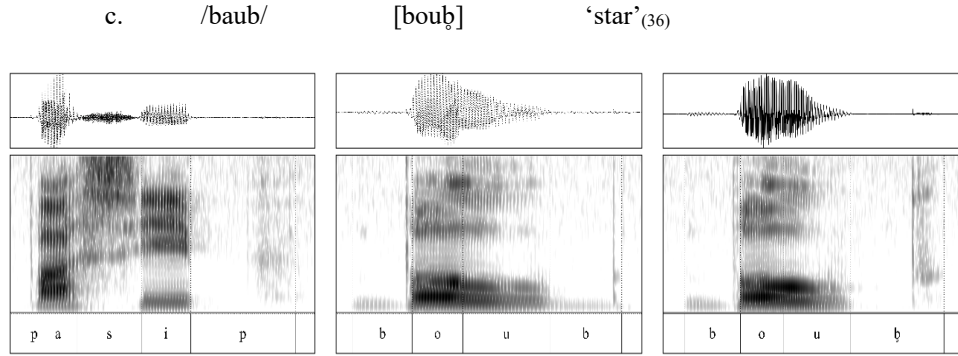 c. /baub/ [boub̥] ‘star’(36)
p a s i p b o u b b o u b̥